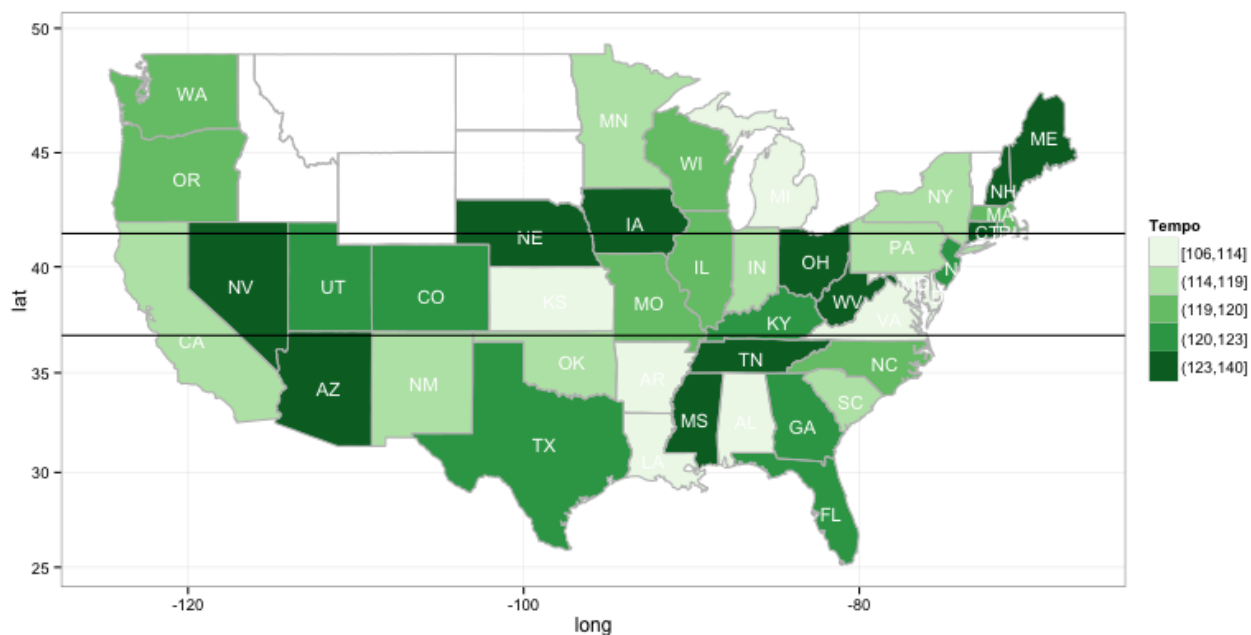 50
45
40
35
30
25
lat
WA
OR
MN
WI
MI
ME
NH
NY
MA
NE
IA
PA
NV
UT
CO
KS
MO
IL
IN
OH
WV
KY
VA
CA
AZ
NM
OK
AR
TN
NC
SC
TX
LA
MS
AL
GA
FL
-120
-100
-80
long
Tempo
[106,114]
(114,119]
(119,120]
(120,123]
(123,140]